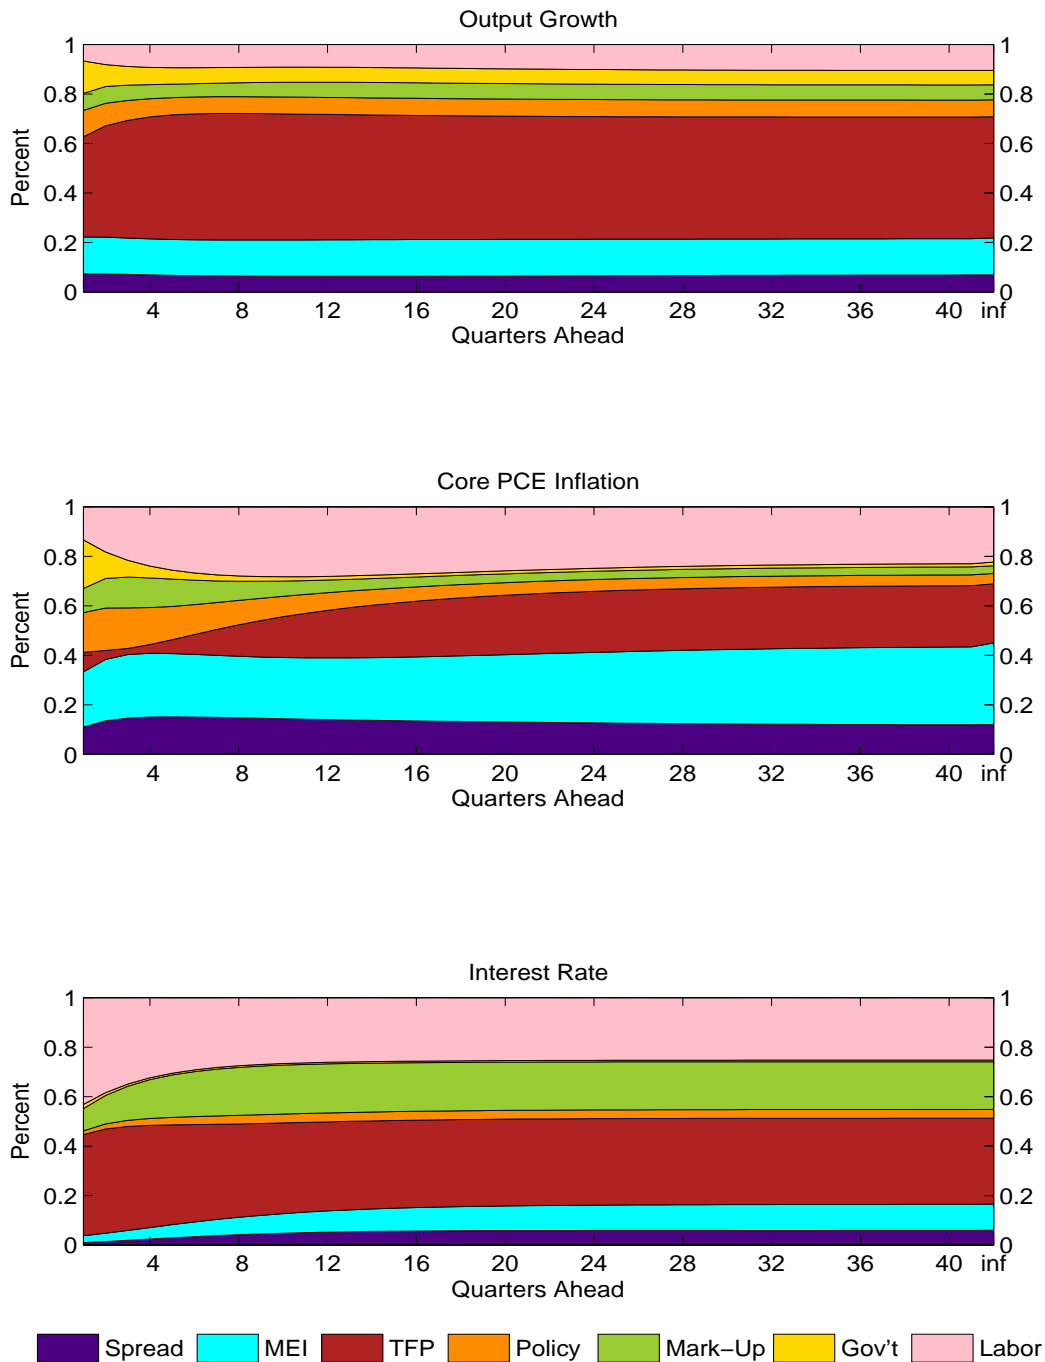 Output Growth
1 1
0.8 0.8
0.6 0.6
0.4 0.4
0.2 0.2
0 0
Percent
4 8 12 16 20 24 28 32 36 40 inf
Quarters Ahead
Core PCE Inflation
1 1
0.8 0.8
0.6 0.6
0.4 0.4
0.2 0.2
0 0
Percent
4 8 12 16 20 24 28 32 36 40 inf
Quarters Ahead
Interest Rate
1 1
0.8 0.8
0.6 0.6
0.4 0.4
0.2 0.2
0 0
Percent
4 8 12 16 20 24 28 32 36 40 inf
Quarters Ahead
Spread MEI TFP Policy Mark−Up Gov't Labor